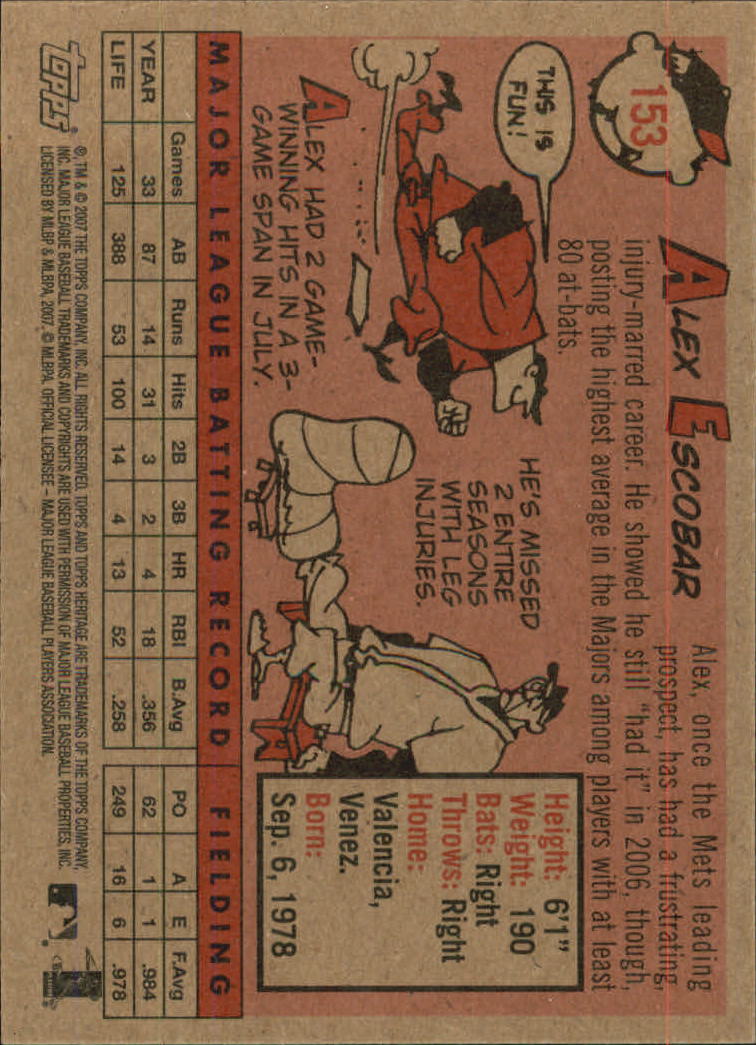 153
ALEX ESCOBAR
Alex, once the Mets leading
prospect, has had a frustrating,
injury-marred career. He showed he still "had it" in 2006, though,
posting the highest average in the Majors among players with at least
80 at-bats.
THIS IS
FUN!
ALEX HAD 2 GAME-
WINNING HITS IN A 3-
GAME SPAN IN JULY.
HE'S MISSED
2 ENTIRE
SEASONS
WITH LEG
INJURIES.
Height: 6'1"
Weight: 190
Bats: Right
Throws: Right
Home:
Valencia,
Venez.
Born:
Sep. 6, 1978
MAJOR LEAGUE BATTING RECORD FIELDING
Games AB Runs Hits 2B 3B HR RBI B.Avg PO A E F.Avg
YEAR 33 87 14 31 3 2 4 18 .356 62 1 1 .984
LIFE 125 388 53 100 14 4 13 52 .258 249 16 6 .978
Topps®
®, TM & © 2007 THE TOPPS COMPANY, INC. ALL RIGHTS RESERVED. TOPPS AND TOPPS HERITAGE ARE TRADEMARKS OF THE TOPPS COMPANY,
INC. MAJOR LEAGUE BASEBALL TRADEMARKS AND COPYRIGHTS ARE USED WITH PERMISSION OF MAJOR LEAGUE BASEBALL PROPERTIES, INC.
LICENSED BY MLBP & MLBPA, 2007. © MLBPA. OFFICIAL LICENSEE – MAJOR LEAGUE BASEBALL PLAYERS ASSOCIATION.